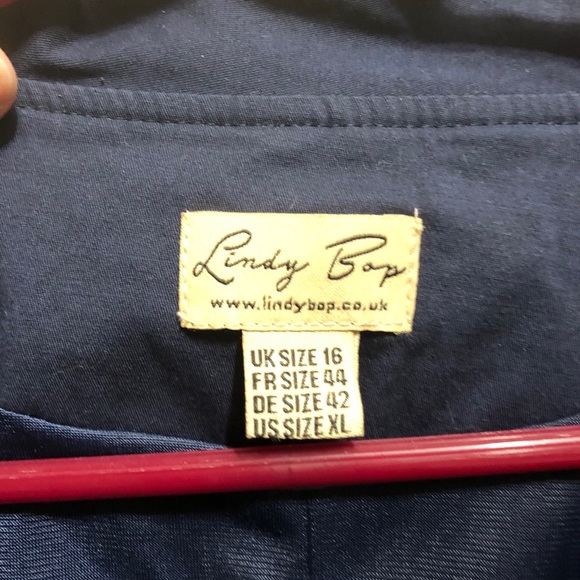 Lindy Bop
www.lindybop.co.uk
UK SIZE 16
FR SIZE 44
DE SIZE 42
US SIZE XL